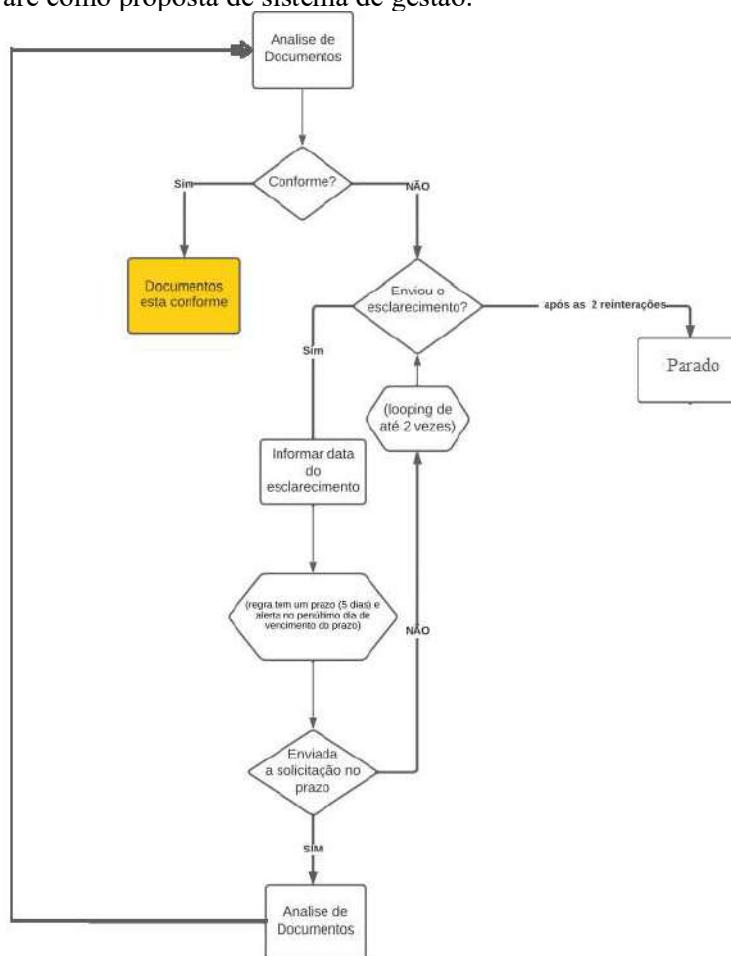 are como proposta de sistema de gestão.
Analise de
Documentos
Conforme?
Sim
NÃO
Documentos
esta conforme
Enviou o
esclarecimento?
após as 2 reinterações
Parado
Sim
(looping de
até 2 vezes)
Informar data
do
esclarecimento
(regra tem um prazo (5 dias) e
alerta no penúltimo dia de
vencimento do prazo)
NÃO
Enviada
a solicitação no
prazo
SIM
Analise de
Documentos